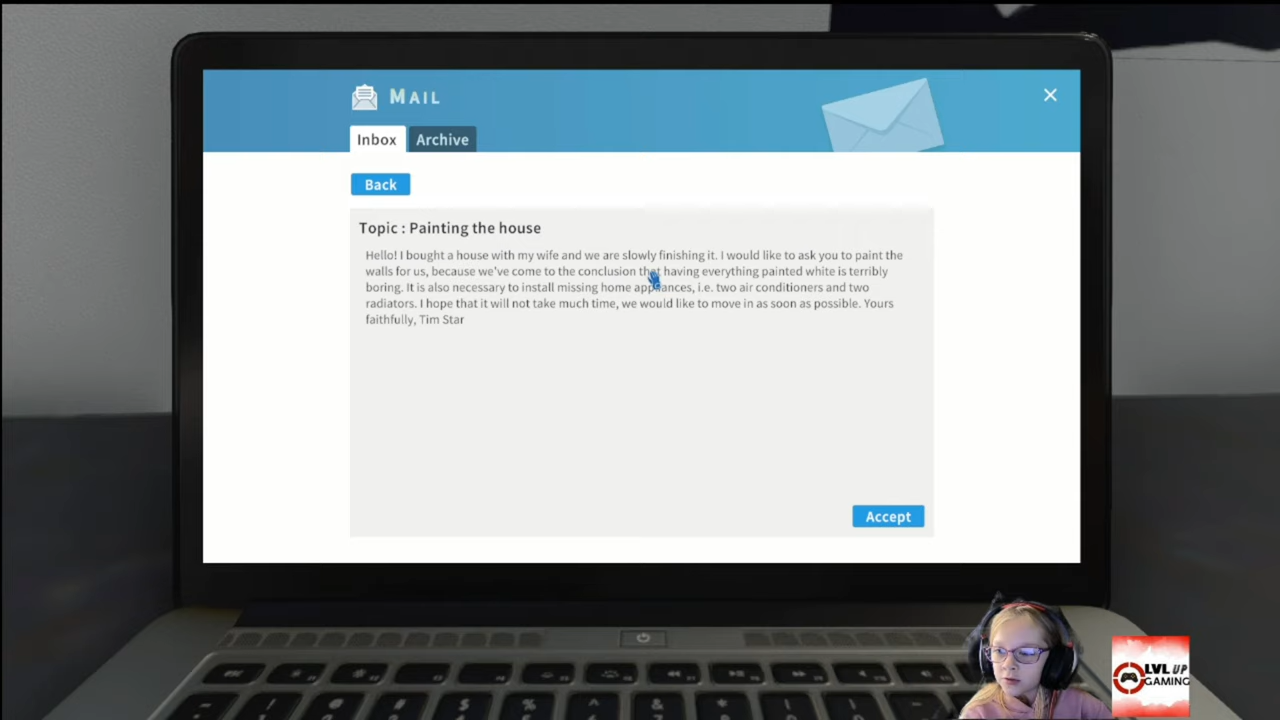 MAIL
Inbox
Archive
Back
Topic : Painting the house
Hello! I bought a house with my wife and we are slowly finishing it. I would like to ask you to paint the
walls for us, because we've come to the conclusion that having everything painted white is terribly
boring. It is also necessary to install missing home appliances, i.e. two air conditioners and two
radiators. I hope that it will not take much time, we would like to move in as soon as possible. Yours
faithfully, Tim Star
Accept
LVL UP
GAMING